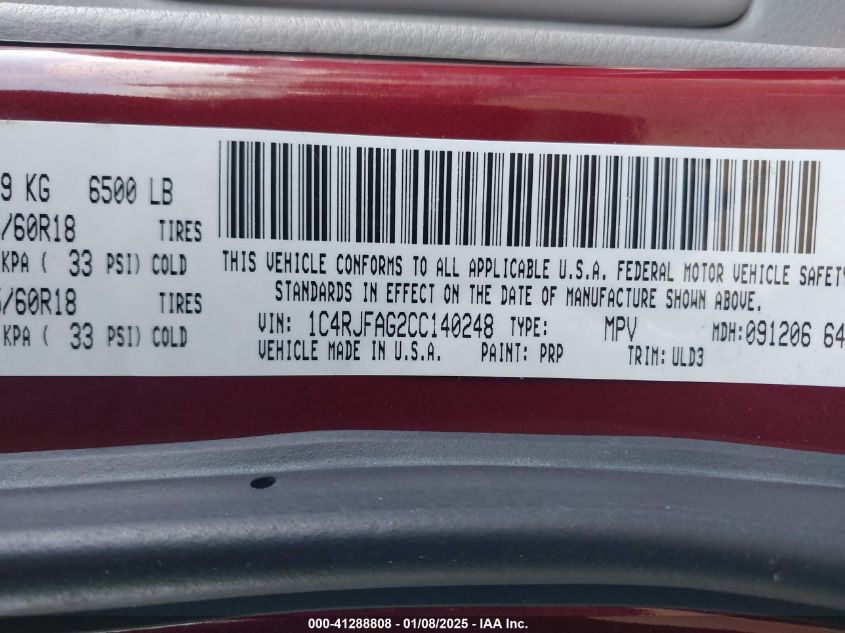 9 KG 6500 LB
/60R18 TIRES
KPA ( 33 PSI) COLD
/60R18 TIRES
KPA ( 33 PSI) COLD
THIS VEHICLE CONFORMS TO ALL APPLICABLE U.S.A. FEDERAL MOTOR VEHICLE SAFETY
STANDARDS IN EFFECT ON THE DATE OF MANUFACTURE SHOWN ABOVE.
VIN: 1C4RJFAG2CC140248 TYPE: MPV MDH:091206 64
VEHICLE MADE IN U.S.A. PAINT: PRP TRIM: ULD3
000-41288808 - 01/08/2025 - IAA Inc.